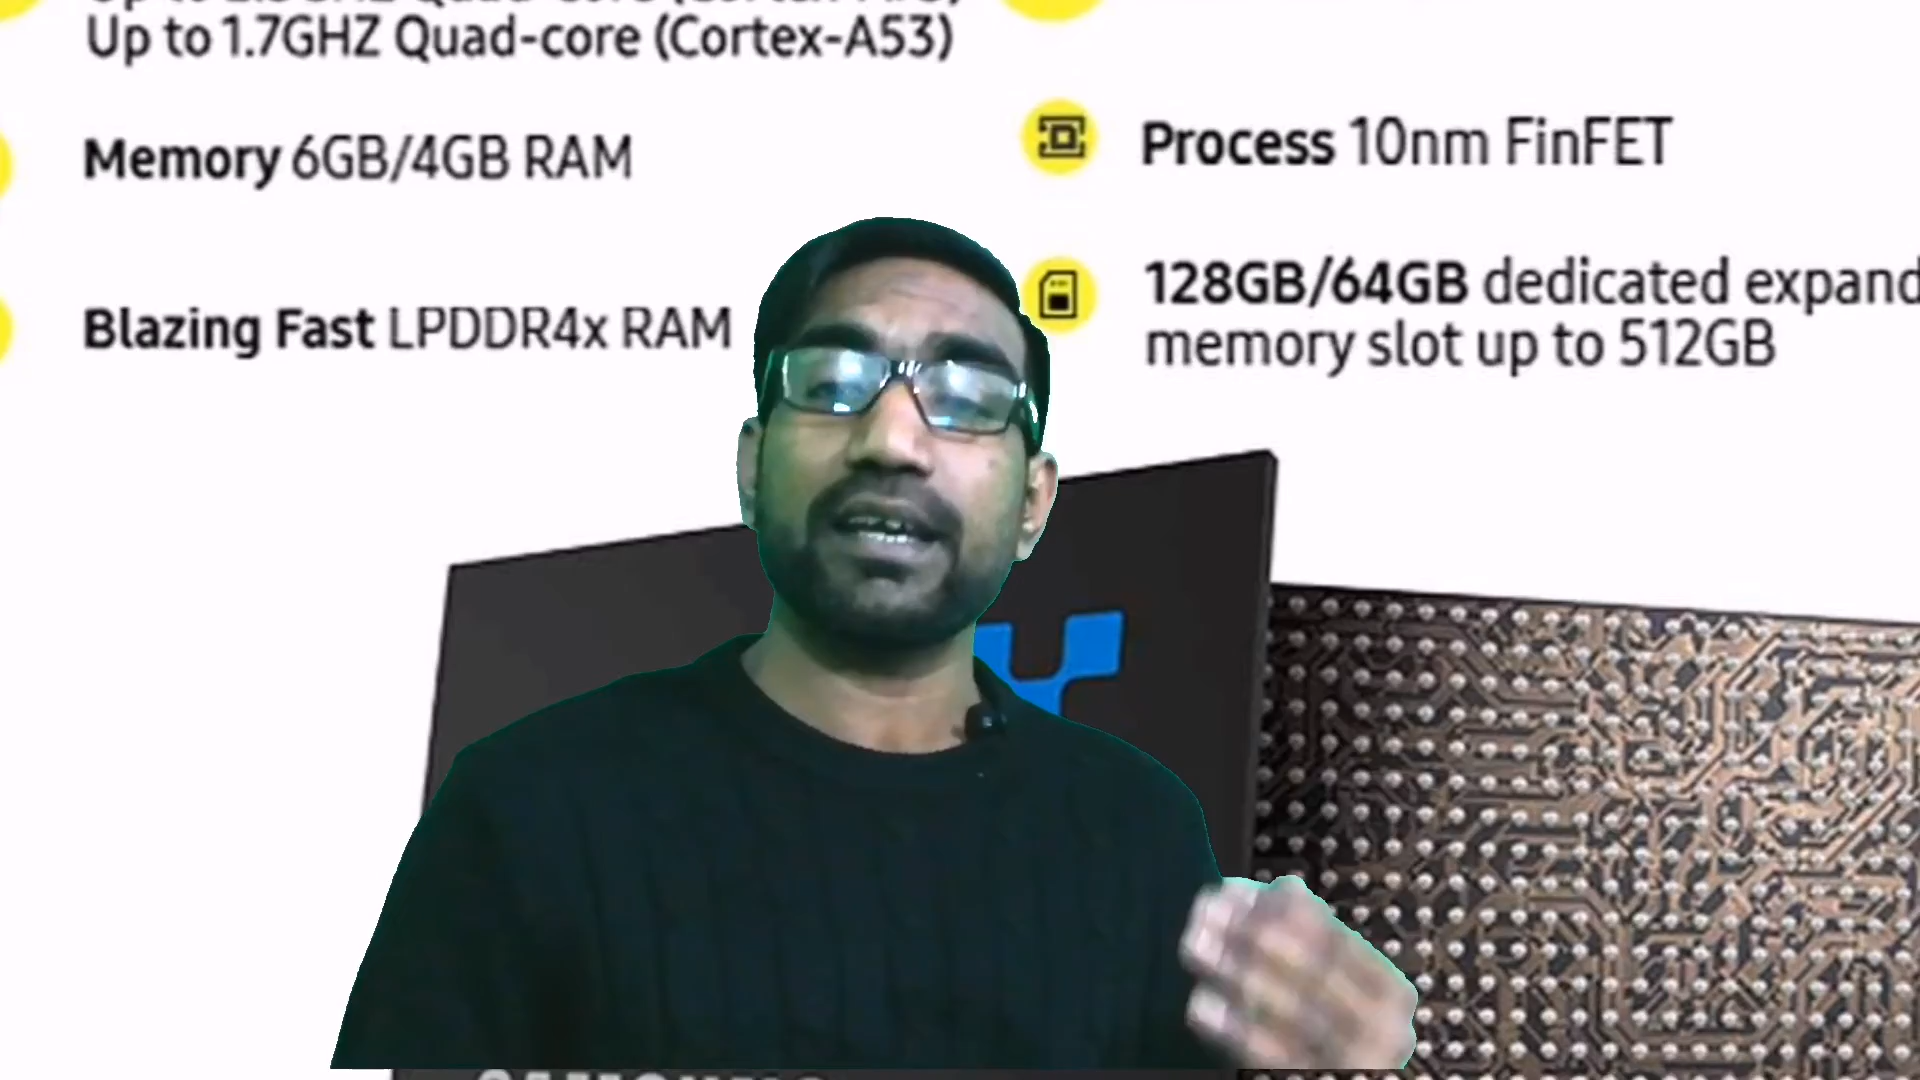 Up to 1.7GHZ Quad-core (Cortex-A53)
Memory 6GB/4GB RAM
Blazing Fast LPDDR4x RAM
Process 10nm FinFET
128GB/64GB dedicated expand
memory slot up to 512GB